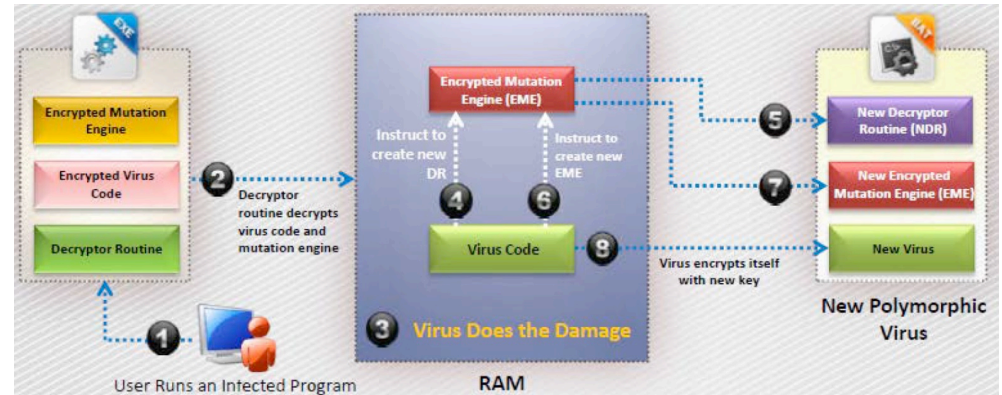 EXE
Encrypted Mutation
Engine
Encrypted Virus
Code
Decryptor Routine
1
User Runs an Infected Program
2
Decryptor
routine decrypts
virus code and
mutation engine
Encrypted Mutation
Engine (EME)
Instruct to
create new
DR
Instruct to
create new
EME
4
6
Virus Code
3
Virus Does the Damage
RAM
5
7
8
Virus encrypts itself
with new key
BAT
C:\
New Decryptor
Routine (NDR)
New Encrypted
Mutation Engine (EME)
New Virus
New Polymorphic
Virus